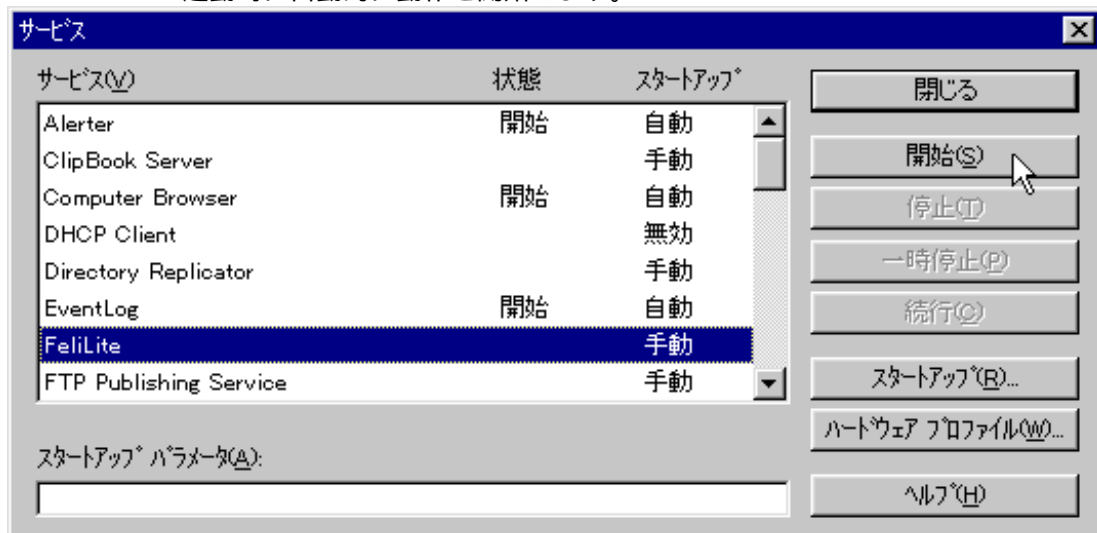 サービス
サービス(V) 状態 スタートアップ
Alerter 開始 自動
ClipBook Server 手動
Computer Browser 開始 自動
DHCP Client 無効
Directory Replicator 手動
EventLog 開始 自動
FeliLite 手動
FTP Publishing Service 手動
スタートアップ パラメータ(A):
閉じる
開始(S)
停止(T)
一時停止(P)
続行(C)
スタートアップ(R)...
ハードウェア プロファイル(W)...
ヘルプ(H)